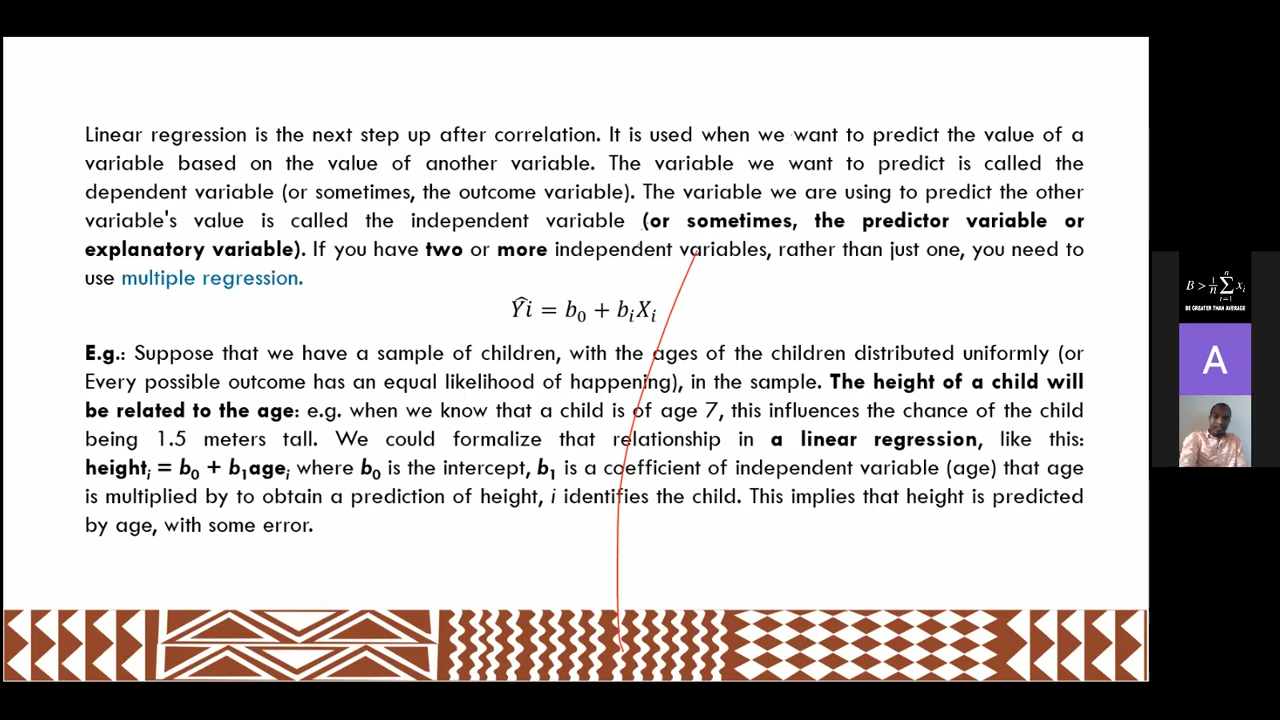 Linear regression is the next step up after correlation. It is used when we want to predict the value of a
variable based on the value of another variable. The variable we want to predict is called the
dependent variable (or sometimes, the outcome variable). The variable we are using to predict the other
variable's value is called the independent variable (or sometimes, the predictor variable or
explanatory variable). If you have two or more independent variables, rather than just one, you need to
use multiple regression.
Ŷi = b₀ + bᵢXᵢ
E.g.: Suppose that we have a sample of children, with the ages of the children distributed uniformly (or
Every possible outcome has an equal likelihood of happening), in the sample. The height of a child will
be related to the age: e.g. when we know that a child is of age 7, this influences the chance of the child
being 1.5 meters tall. We could formalize that relationship in a linear regression, like this:
heightᵢ = b₀ + b₁ageᵢ where b₀ is the intercept, b₁ is a coefficient of independent variable (age) that age
is multiplied by to obtain a prediction of height, i identifies the child. This implies that height is predicted
by age, with some error.
B > 1/n ∑ⁿᵢ₌₁ Xᵢ
BE GREATER THAN AVERAGE
A